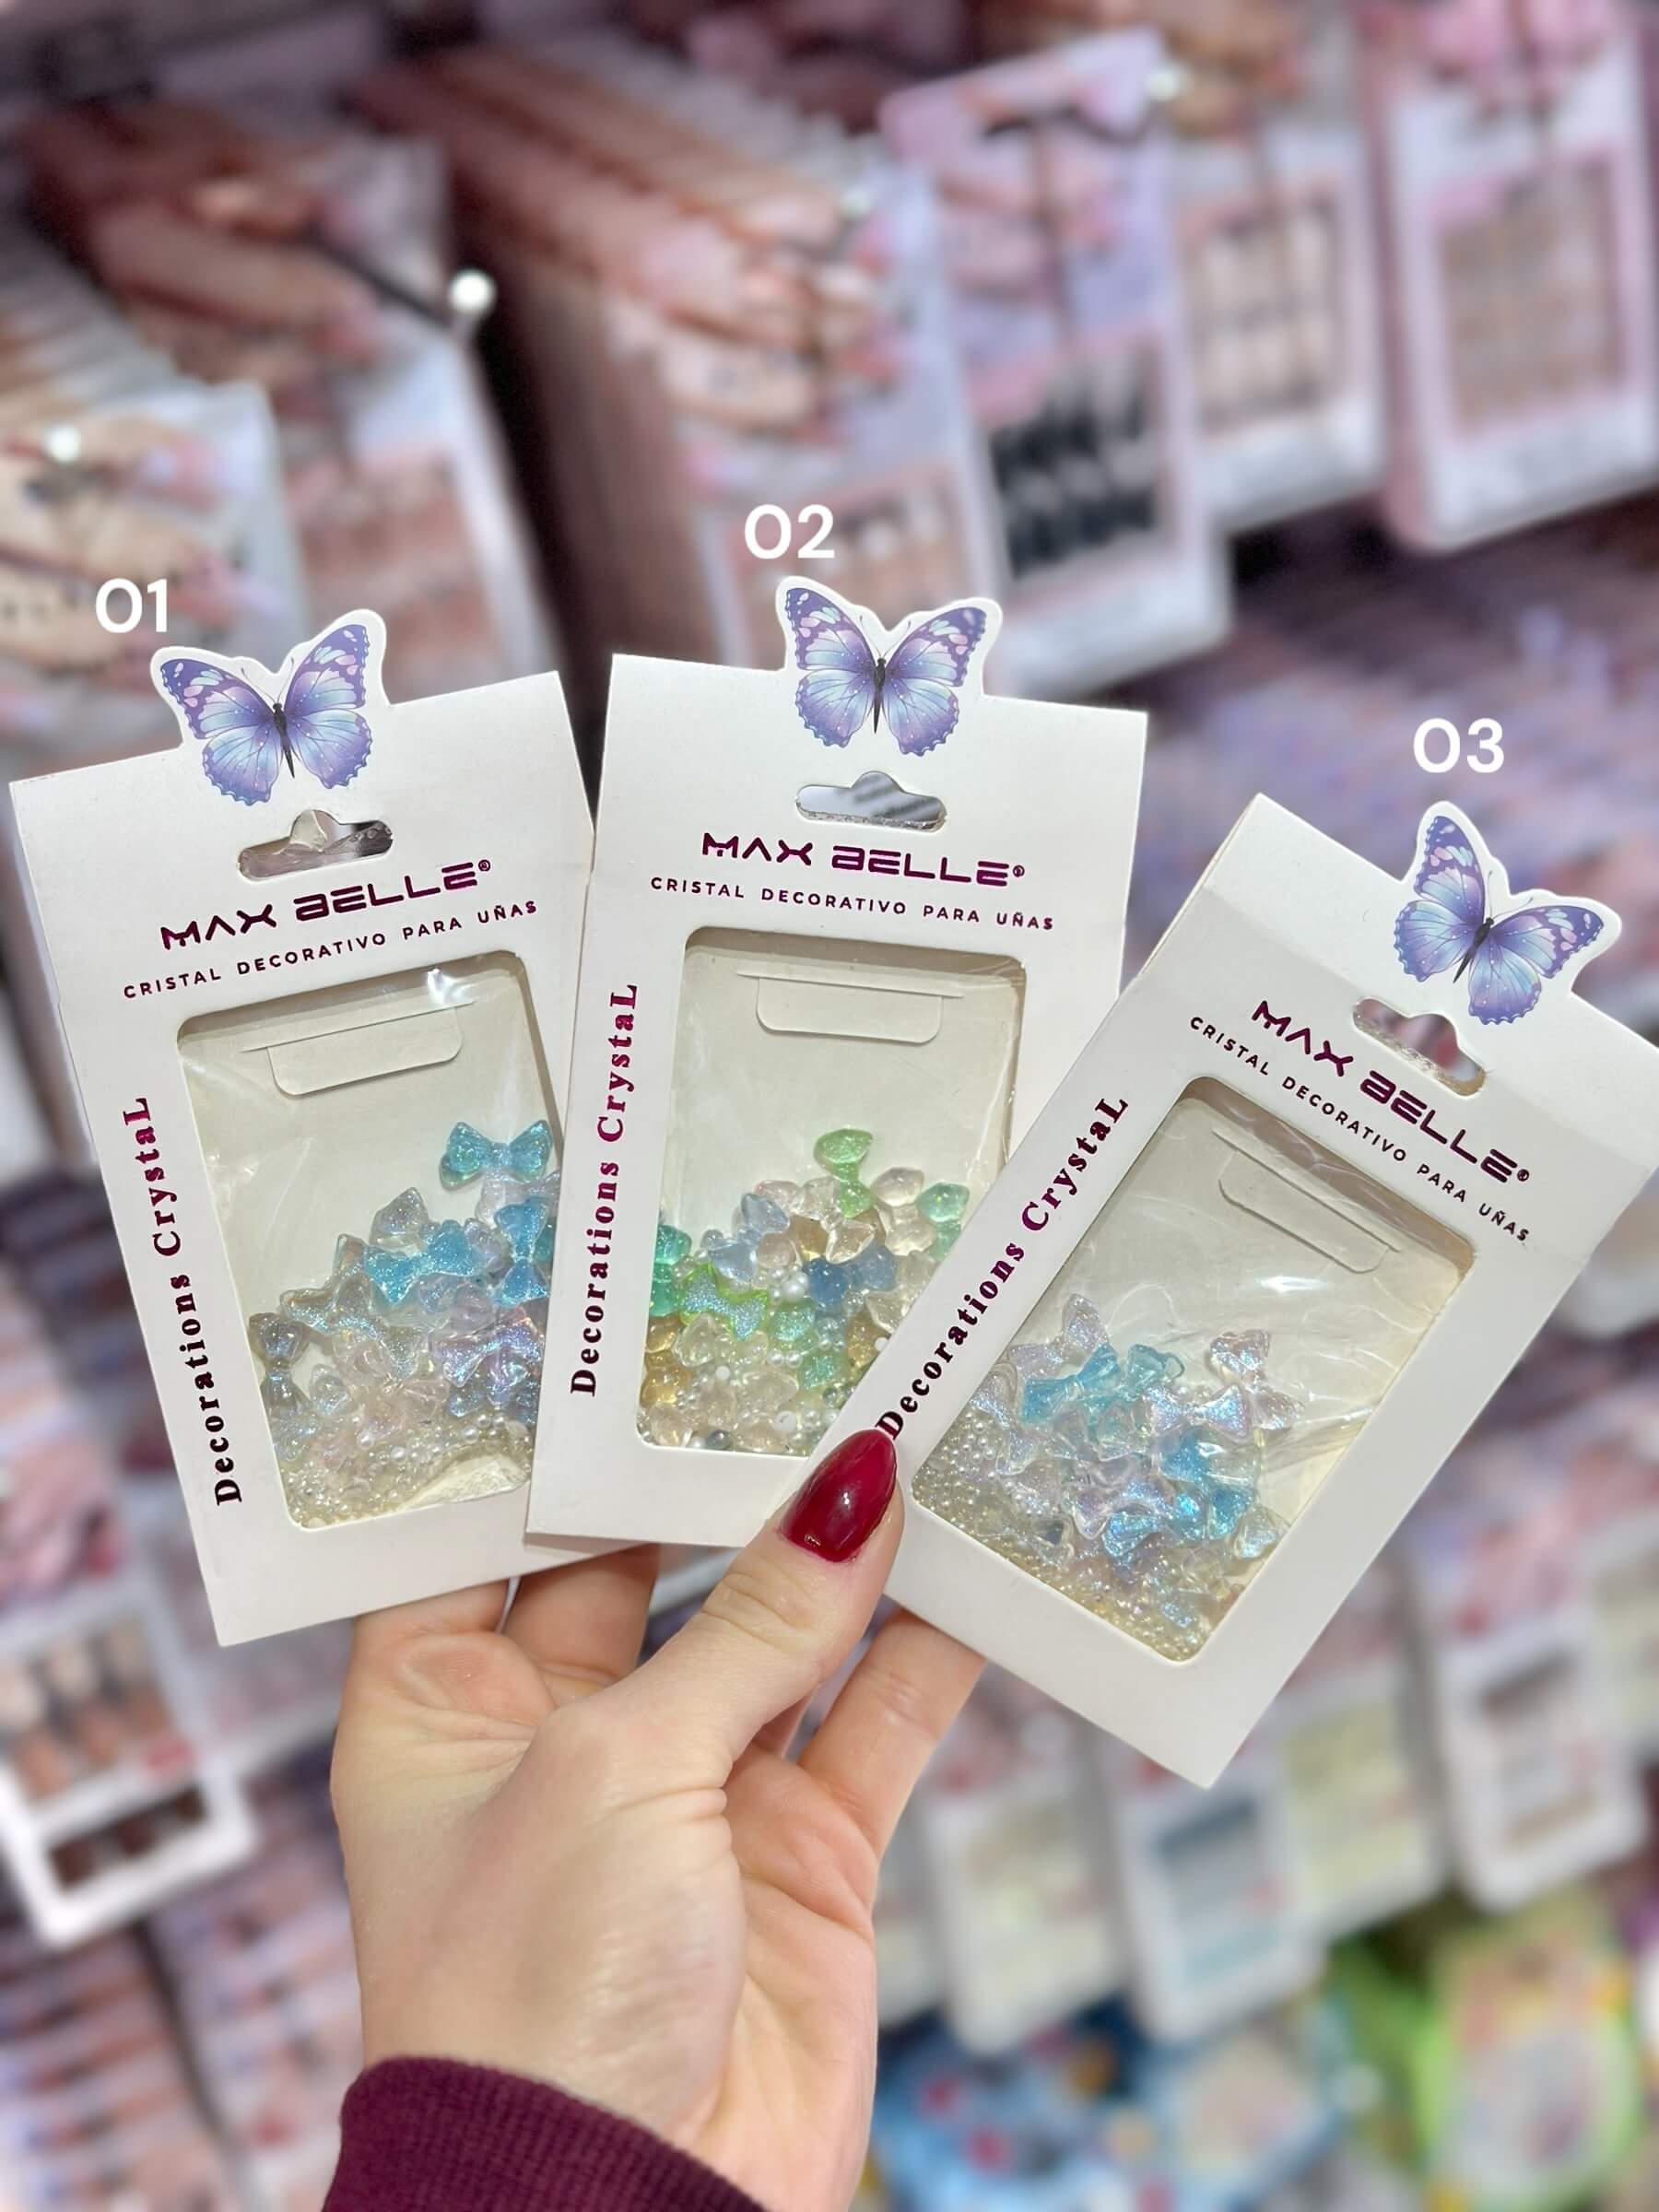 01
MAX BELLE®
CRISTAL DECORATIVO PARA UÑAS
Decorations CrystaL
02
MAX BELLE®
CRISTAL DECORATIVO PARA UÑAS
Decorations CrystaL
03
MAX BELLE®
CRISTAL DECORATIVO PARA UÑAS
Decorations CrystaL